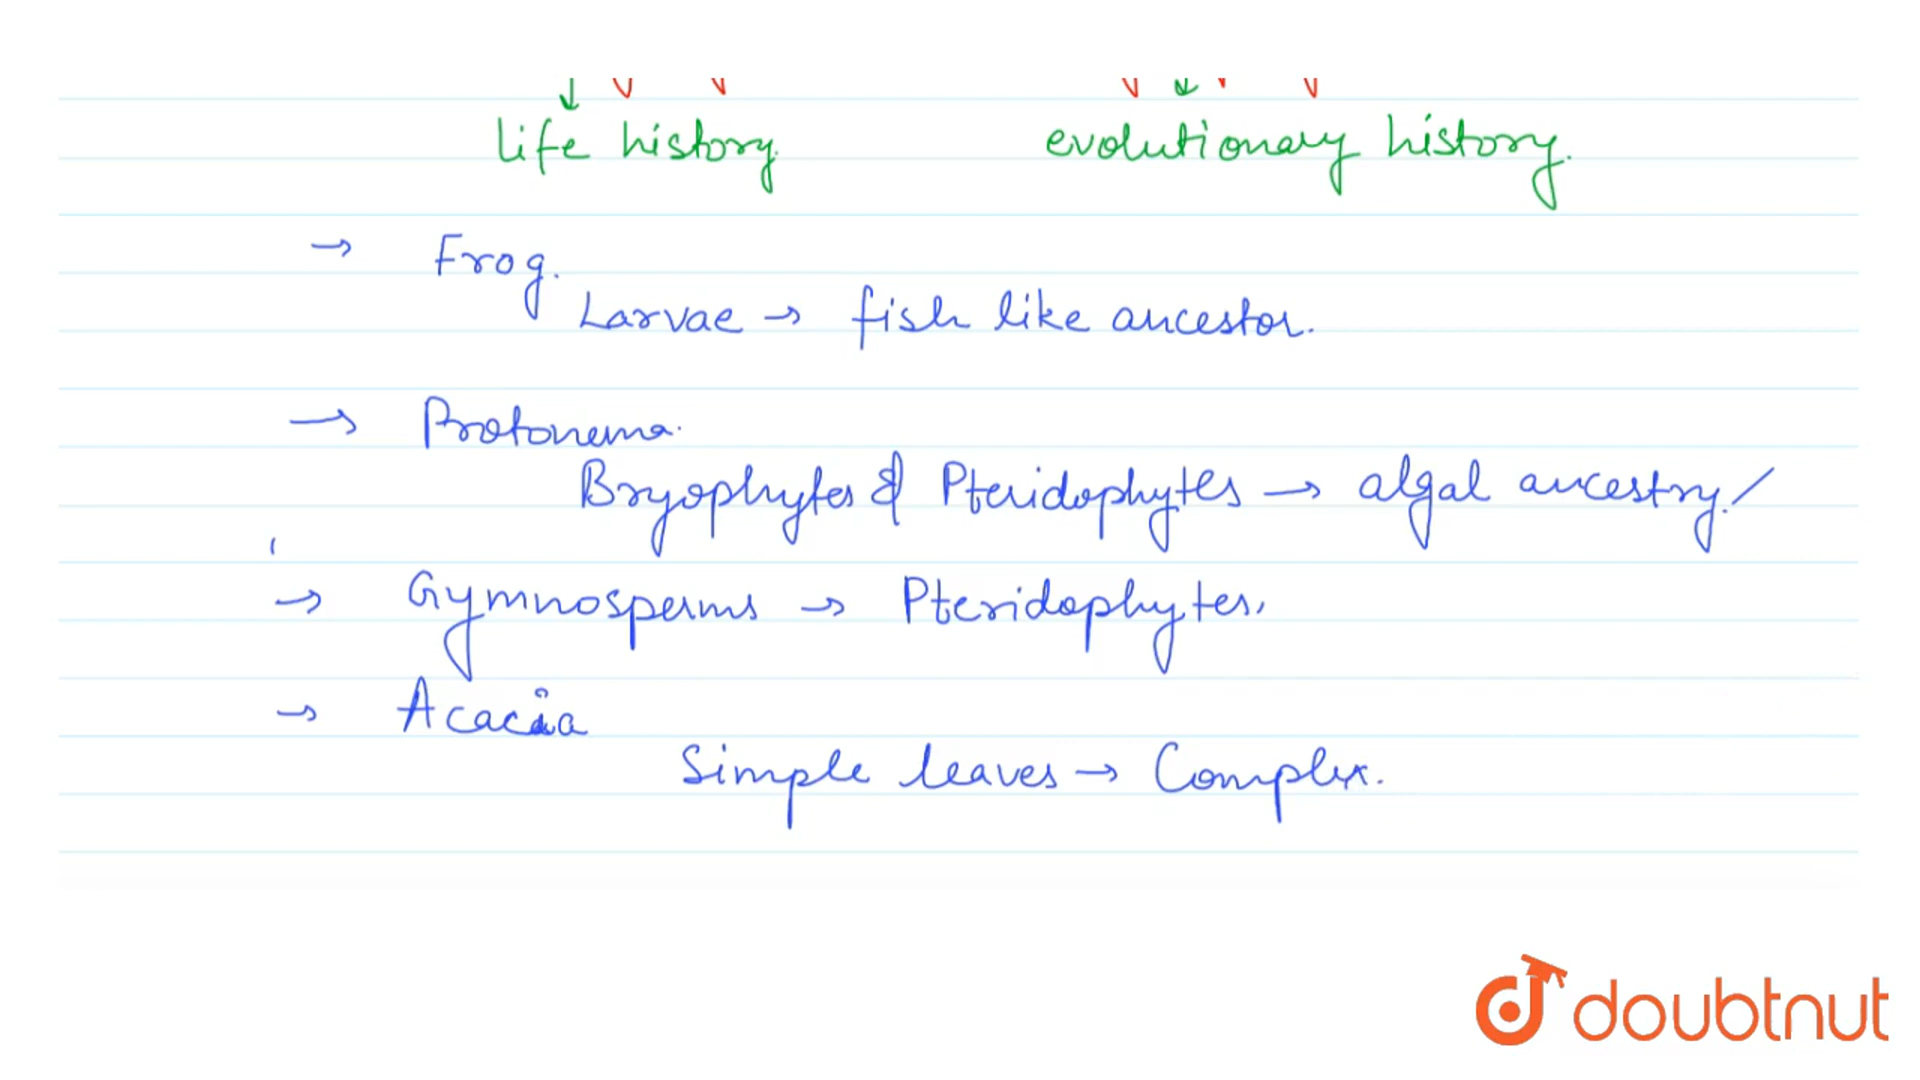 life history. evolutionary history.
→ Frog.
Larvae → fish like ancestor.
→ Protonema.
Bryophytes & Pteridophytes → algal ancestry.
→ Gymnosperms → Pteridophytes,
→ Acacia
Simple leaves → Complex.
doubtnut